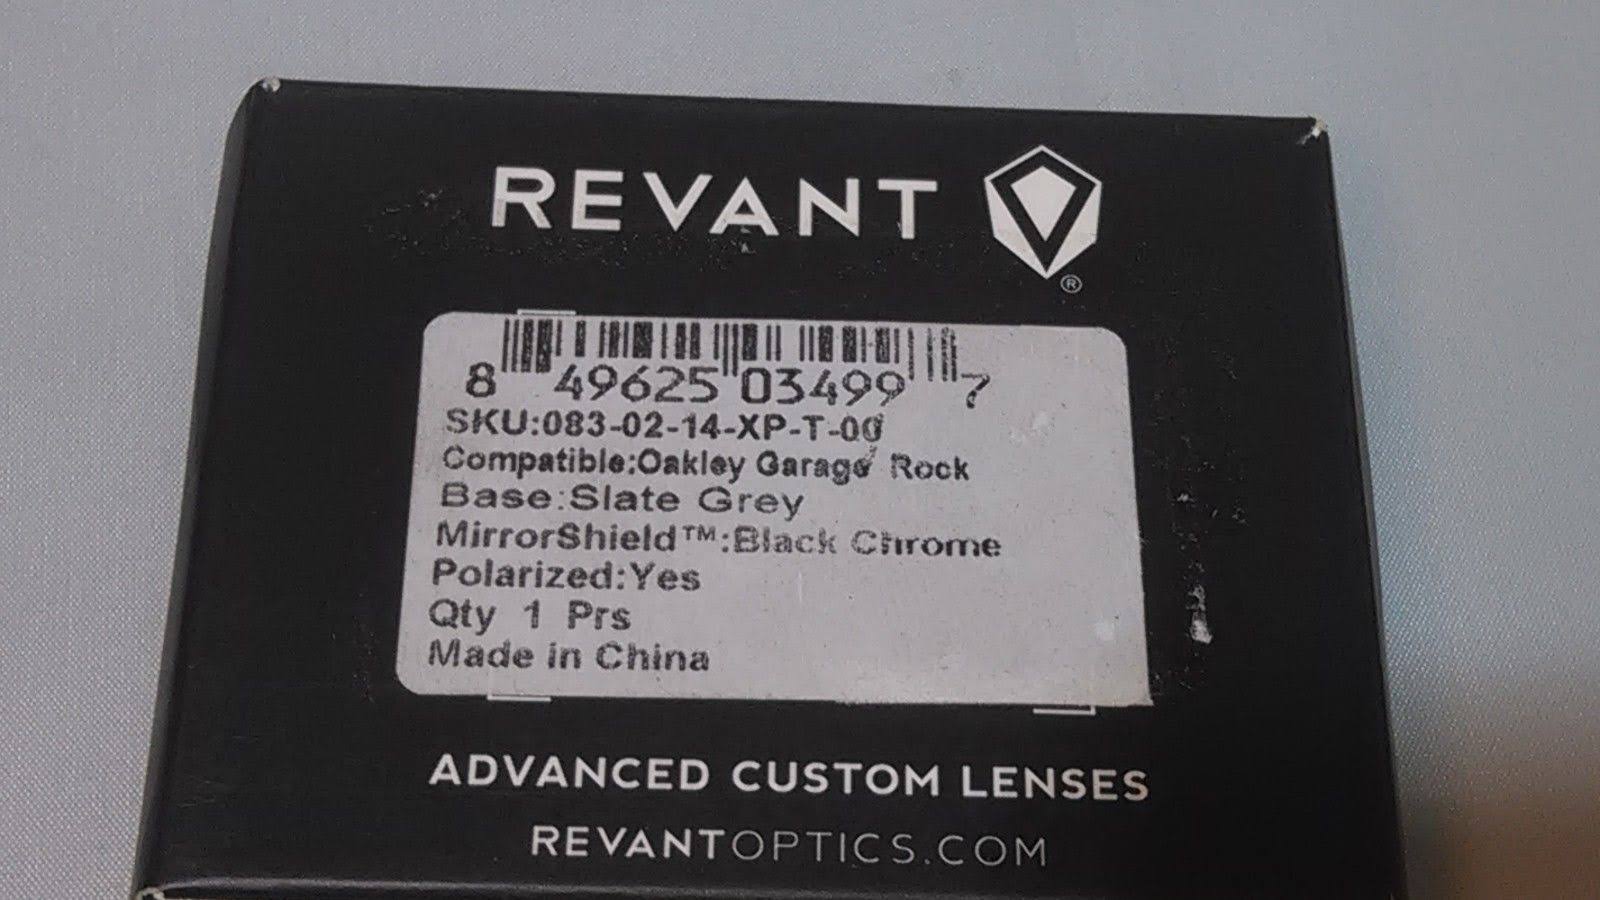 REVANT
®
8 49625 03499 7
SKU:083-02-14-XP-T-00
Compatible:Oakley Garage Rock
Base:Slate Grey
MirrorShield™:Black Chrome
Polarized:Yes
Qty 1 Prs
Made in China
ADVANCED CUSTOM LENSES
REVANTOPTICS.COM